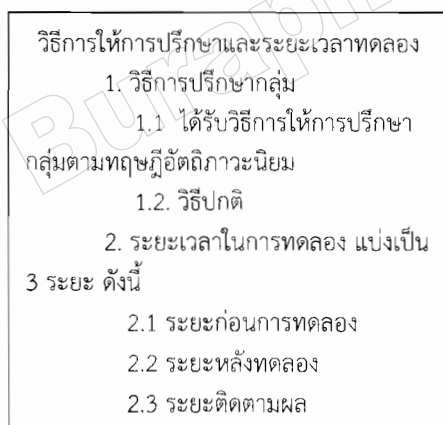 วิธีการให้การปรึกษาและระยะเวลาทดลอง
1. วิธีการปรึกษากลุ่ม
1.1 ได้รับวิธีการให้การปรึกษา
กลุ่มตามทฤษฎีอัตถิภาวะนิยม
1.2. วิธีปกติ
2. ระยะเวลาในการทดลอง แบ่งเป็น
3 ระยะ ดังนี้
2.1 ระยะก่อนการทดลอง
2.2 ระยะหลังทดลอง
2.3 ระยะติดตามผล